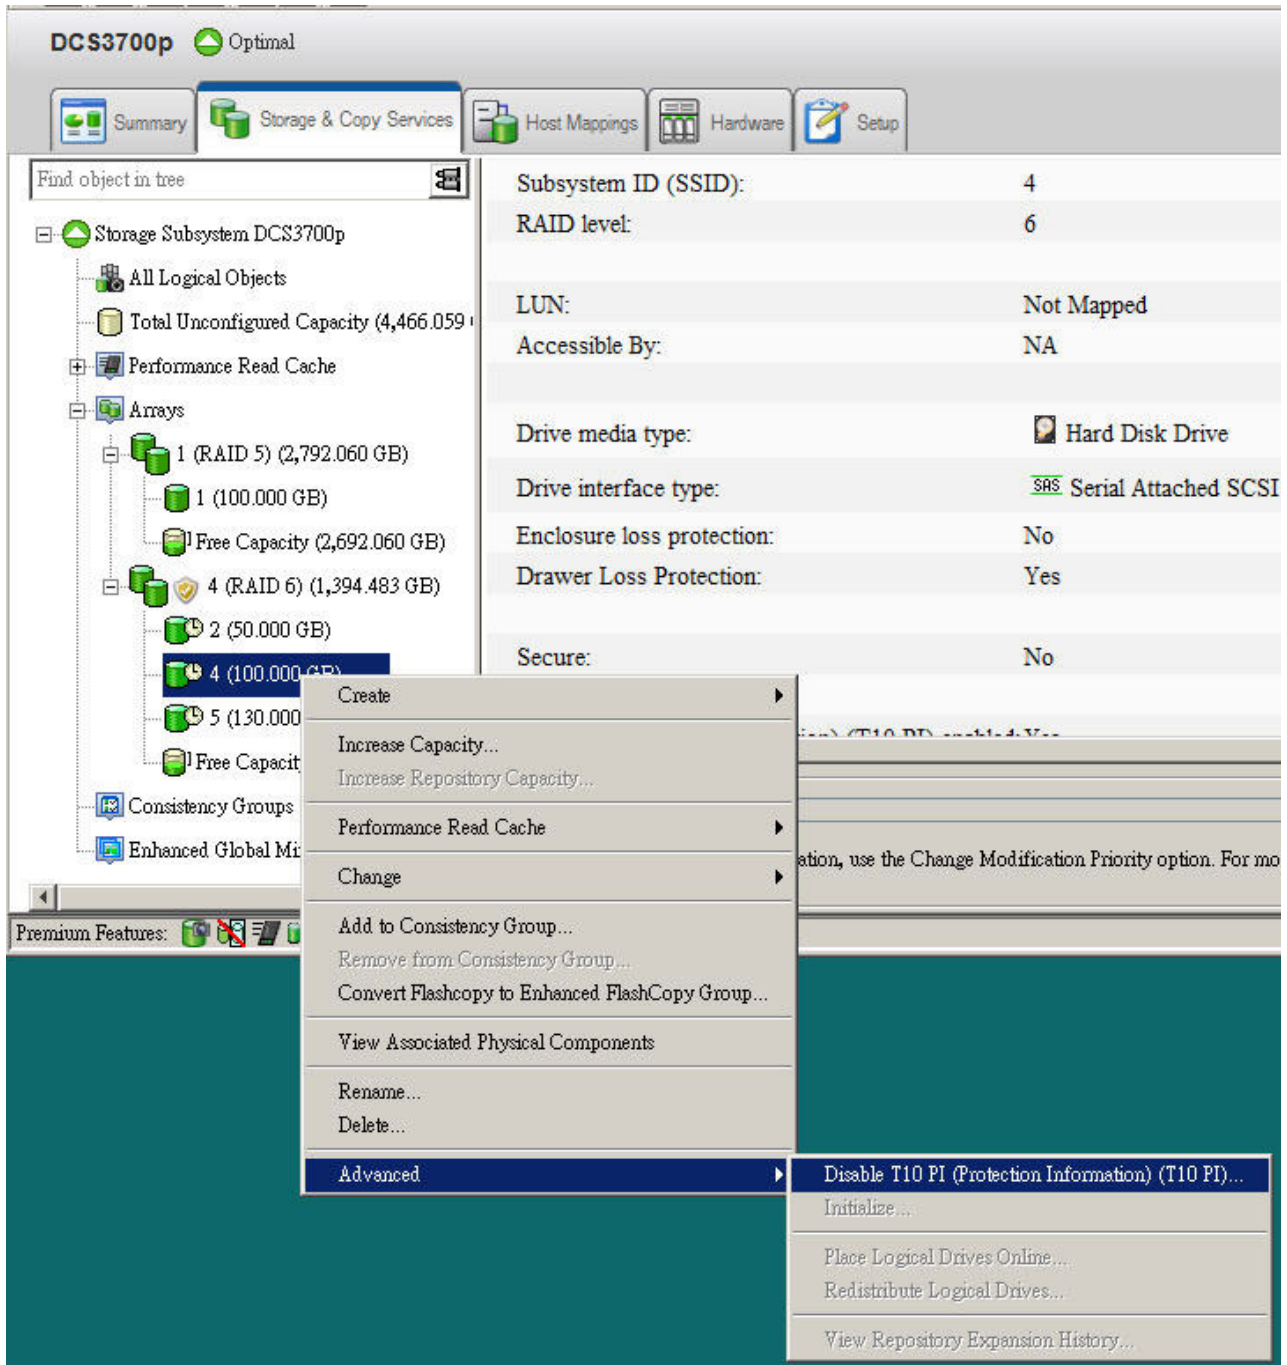 DCS3700p Optimal
Summary
Storage & Copy Services
Host Mappings
Hardware
Setup
Find object in tree
Storage Subsystem DCS3700p
All Logical Objects
Total Unconfigured Capacity (4,466.059
Performance Read Cache
Arrays
1 (RAID 5) (2,792.060 GB)
1 (100.000 GB)
Free Capacity (2,692.060 GB)
4 (RAID 6) (1,394.483 GB)
2 (50.000 GB)
4 (100.000 GB)
5 (130.000
Free Capacit
Consistency Groups
Enhanced Global Mi
Premium Features:
Subsystem ID (SSID): 4
RAID level: 6
LUN: Not Mapped
Accessible By: NA
Drive media type: Hard Disk Drive
Drive interface type: SAS Serial Attached SCSI
Enclosure loss protection: No
Drawer Loss Protection: Yes
Secure: No
ion) (T10 PI) enabled: Yes
ation, use the Change Modification Priority option. For mo
Create
Increase Capacity...
Increase Repository Capacity...
Performance Read Cache
Change
Add to Consistency Group...
Remove from Consistency Group...
Convert Flashcopy to Enhanced FlashCopy Group...
View Associated Physical Components
Rename...
Delete...
Advanced
Disable T10 PI (Protection Information) (T10 PI)...
Initialize...
Place Logical Drives Online...
Redistribute Logical Drives...
View Repository Expansion History...